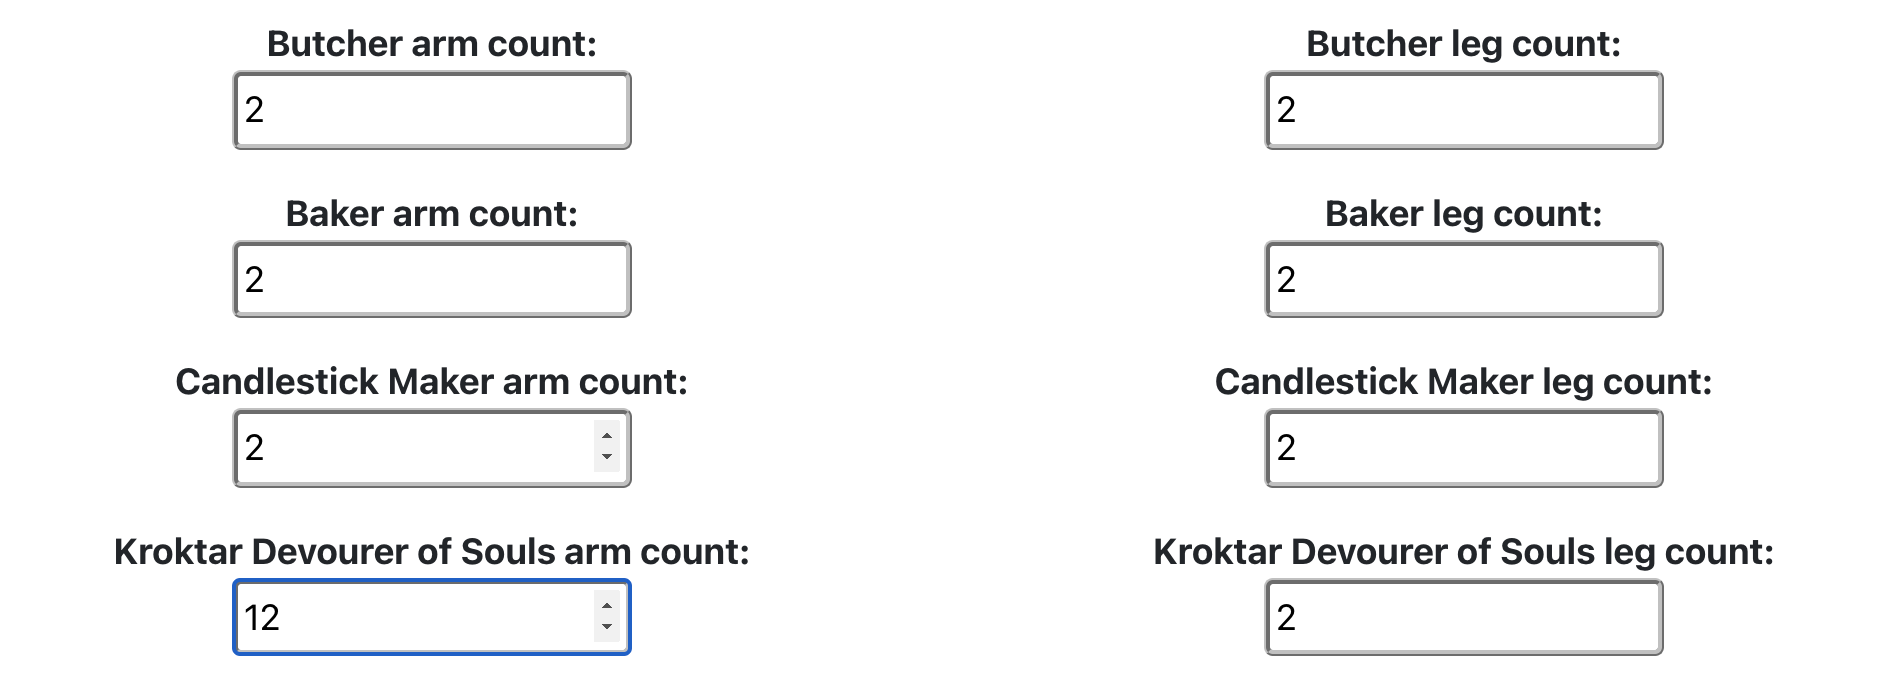 Butcher arm count:
2
Butcher leg count:
2
Baker arm count:
2
Baker leg count:
2
Candlestick Maker arm count:
2
Candlestick Maker leg count:
2
Kroktar Devourer of Souls arm count:
12
Kroktar Devourer of Souls leg count:
2